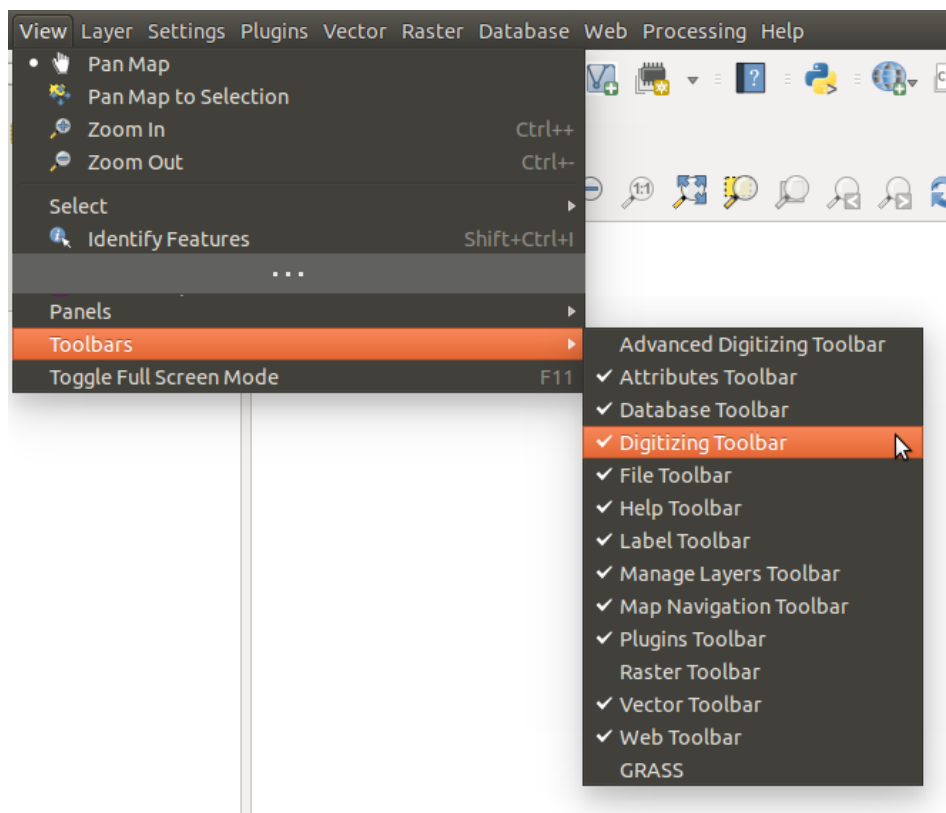 View Layer Settings Plugins Vector Raster Database Web Processing Help
Pan Map
Pan Map to Selection
Zoom In Ctrl++
Zoom Out Ctrl+-
1:1
Select
Identify Features Shift+Ctrl+I
...
Panels
Toolbars
Toggle Full Screen Mode F11
Advanced Digitizing Toolbar
Attributes Toolbar
Database Toolbar
Digitizing Toolbar
File Toolbar
Help Toolbar
Label Toolbar
Manage Layers Toolbar
Map Navigation Toolbar
Plugins Toolbar
Raster Toolbar
Vector Toolbar
Web Toolbar
GRASS